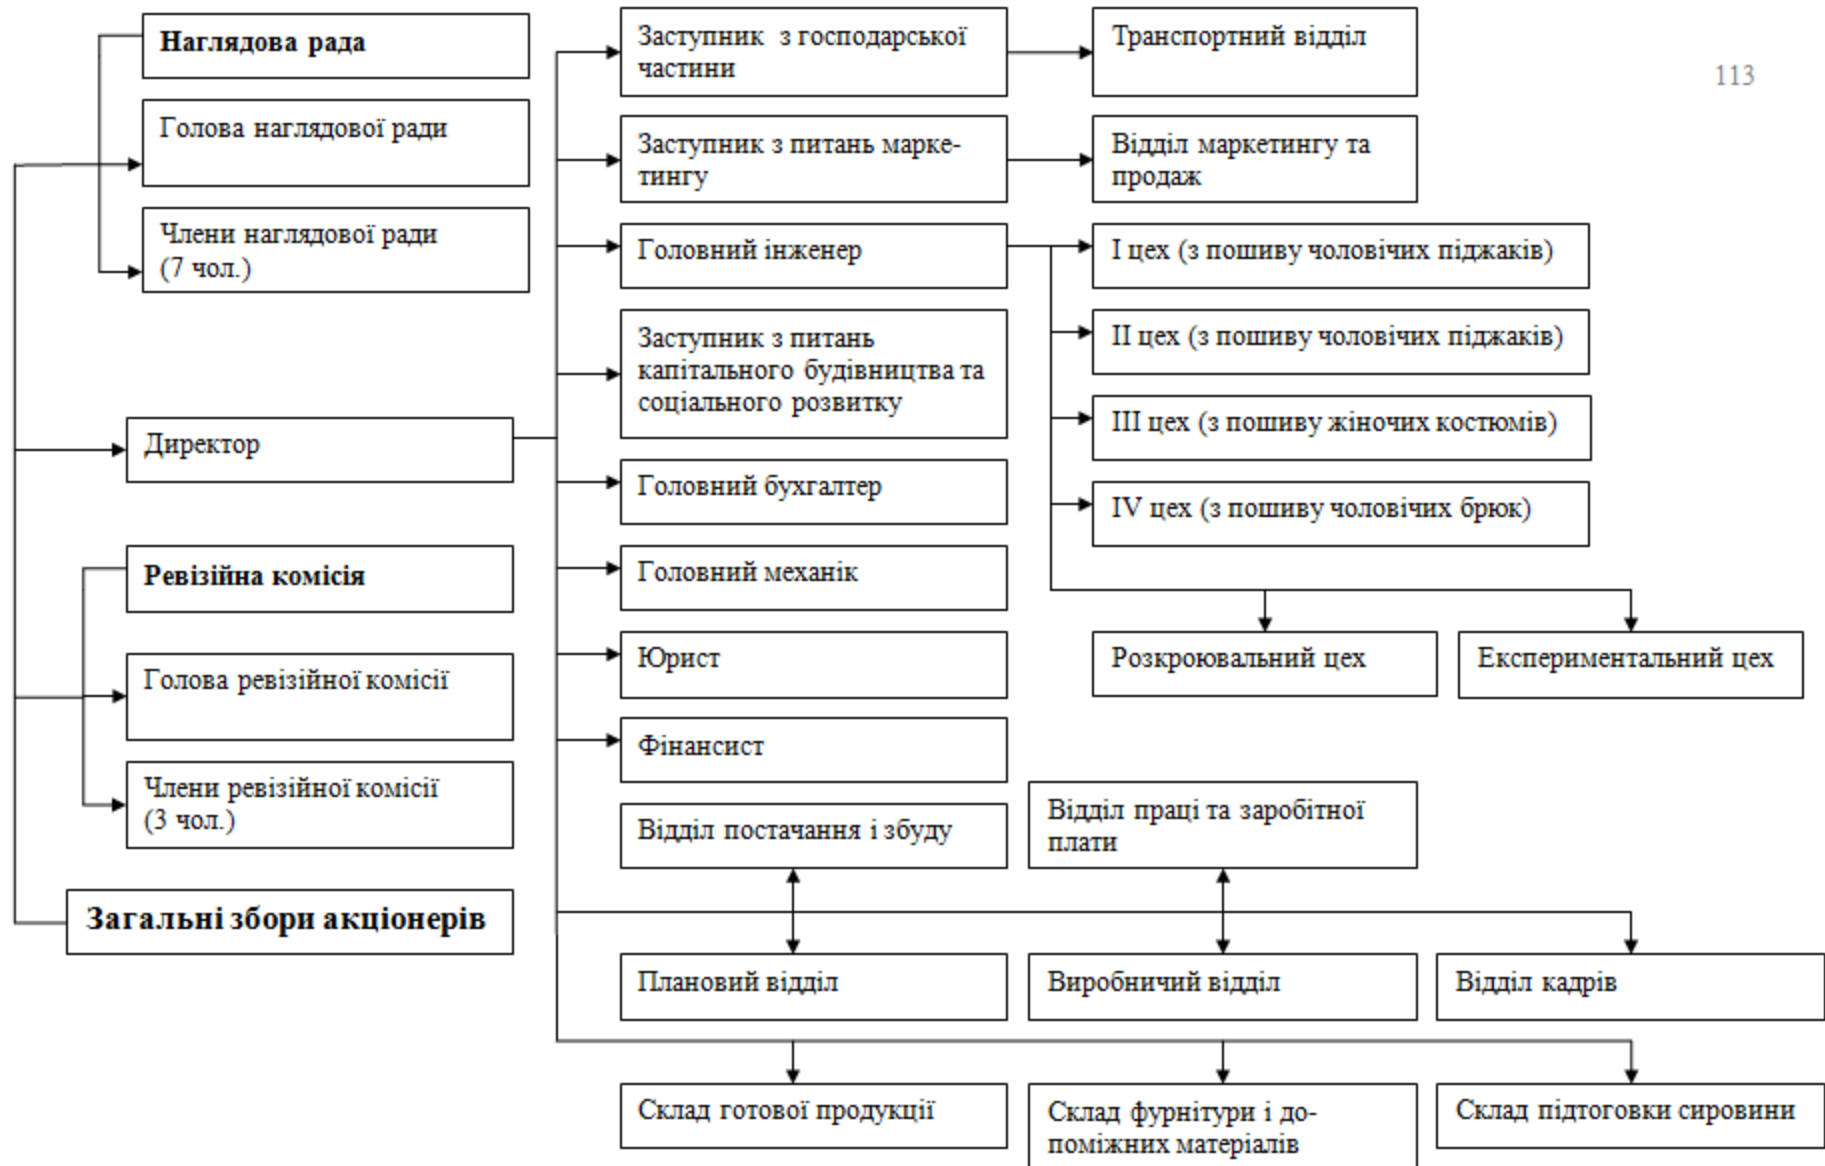 Наглядова рада
Голова наглядової ради
Члени наглядової ради
(7 чол.)
Директор
Ревізійна комісія
Голова ревізійної комісії
Члени ревізійної комісії
(3 чол.)
Загальні збори акціонерів
Заступник з господарської
частини
Заступник з питань марке-
тингу
Головний інженер
Заступник з питань
капітального будівництва та
соціального розвитку
Головний бухгалтер
Головний механік
Юрист
Фінансист
Відділ постачання і збуду
Відділ праці та заробітної
плати
Плановий відділ
Виробничий відділ
Відділ кадрів
Склад готової продукції
Склад фурнітури і до-
поміжних матеріалів
Склад підтоговки сировини
Транспортний відділ
Відділ маркетингу та
продаж
I цех (з пошиву чоловічих піджаків)
II цех (з пошиву чоловічих піджаків)
III цех (з пошиву жіночих костюмів)
IV цех (з пошиву чоловічих брюк)
Розкроювальний цех
Експериментальний цех
113